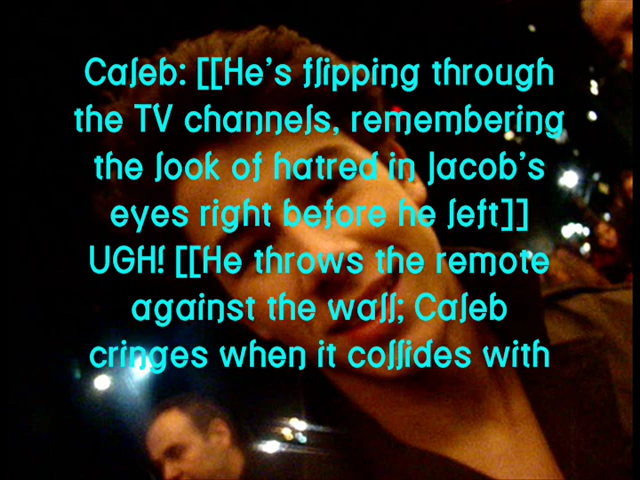 Caleb: [[He's flipping through
the TV channels, remembering
the look of hatred in Jacob's
eyes right before he left]]
UGH! [[He throws the remote
against the wall; Caleb
cringes when it collides with